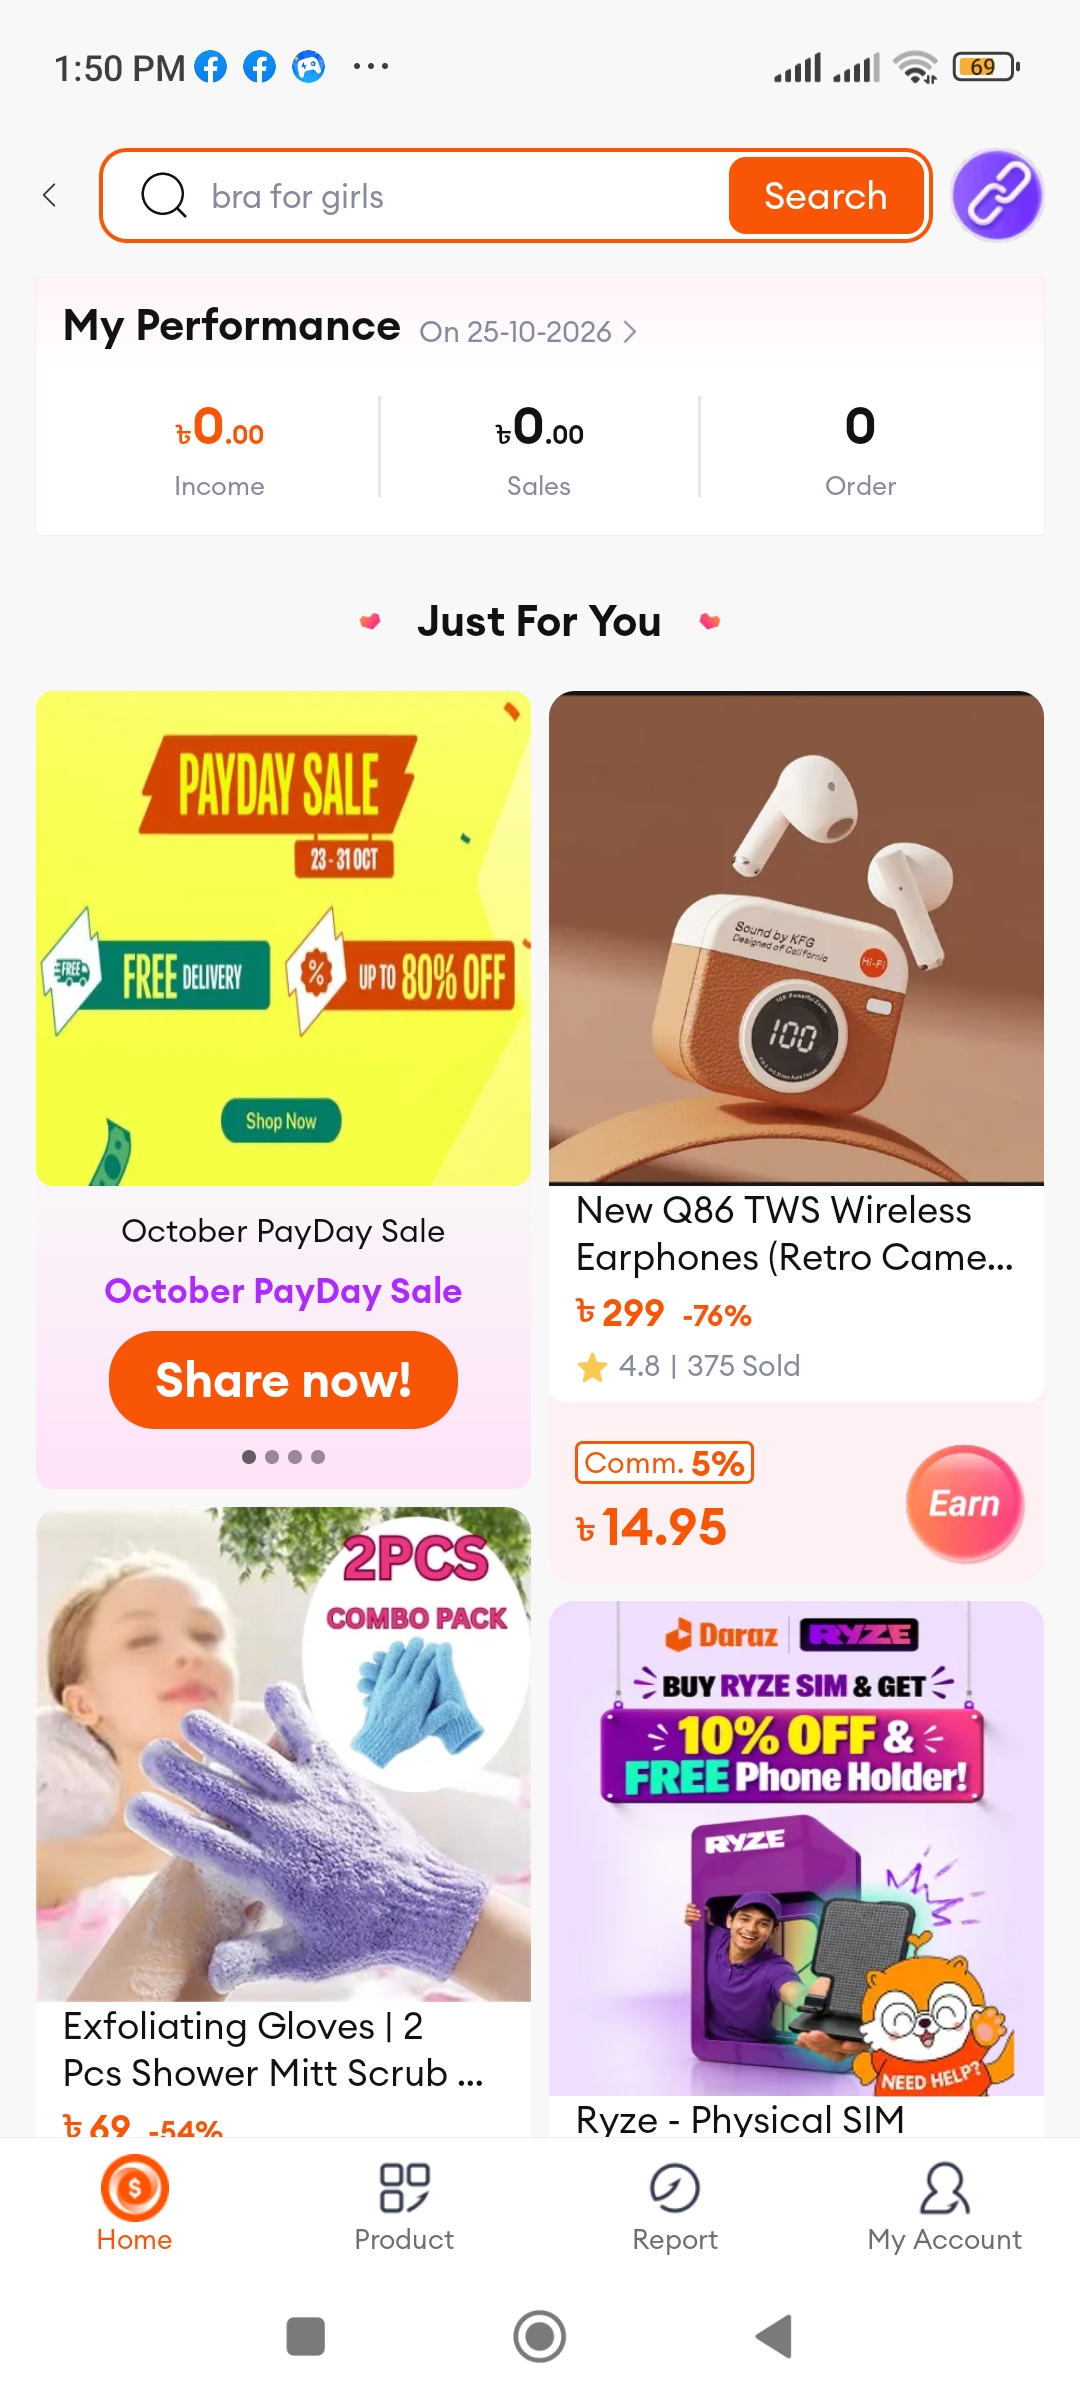 1:50 PM
69
bra for girls
Search
My Performance On 25-10-2026
৳0.00
৳0.00
0
Income
Sales
Order
Just For You
PAYDAY SALE
23 - 31 OCT
FREE
FREE DELIVERY
% UP TO 80% OFF
Shop Now
October PayDay Sale
October PayDay Sale
Share now!
Sound by KFG
Designed of California
Hi-Fi
100
New Q86 TWS Wireless
Earphones (Retro Came...
৳ 299 -76%
4.8 | 375 Sold
Comm. 5%
৳ 14.95
Earn
2PCS
COMBO PACK
Exfoliating Gloves | 2
Pcs Shower Mitt Scrub ...
৳ 69 -54%
Daraz RYZE
BUY RYZE SIM & GET
10% OFF &
FREE Phone Holder!
RYZE
NEED HELP?
Ryze - Physical SIM
Home
Product
Report
My Account